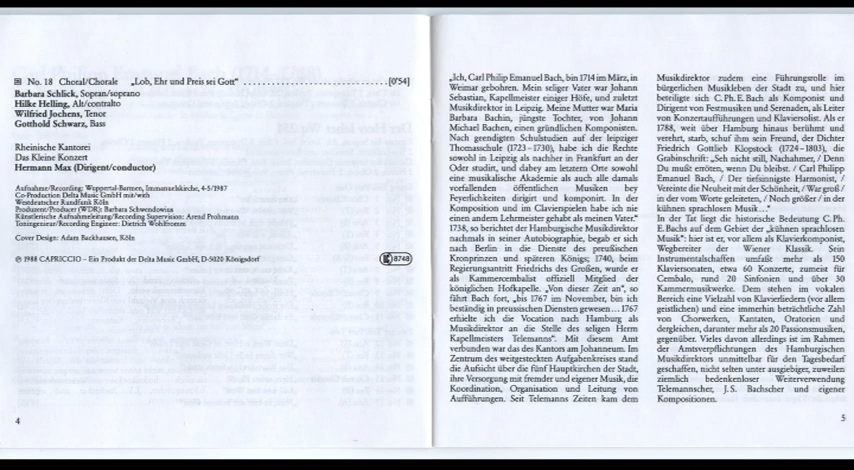 No. 18 Choral/Chorale „Lob, Ehr und Preis sei Gott“ ..............................[0'54]
Barbara Schlick, Sopran/soprano
Hilke Helling, Alt/contralto
Wilfried Jochens, Tenor
Gotthold Schwarz, Bass
Rheinische Kantorei
Das Kleine Konzert
Hermann Max (Dirigent/conductor)
Aufnahme/Recording: Wuppertal-Barmen, Immanuelskirche, 4-5/1987
Co-Production Delta Music GmbH mit/with
Westdeutscher Rundfunk Köln
Produzent/Producer (WDR): Barbara Schwendowius
Künstlerische Aufnahmeleitung/Recording Supervision: Arend Prohmann
Toningenieur/Recording Engineer: Dietrich Wohlfromm
Cover Design: Adam Backhausen, Köln
℗ 1988 CAPRICCIO – Ein Produkt der Delta Music GmbH, D-5020 Königsdorf
8748
4
„Ich, Carl Philip Emanuel Bach, bin 1714 im März, in
Weimar gebohren. Mein seliger Vater war Johann
Sebastian, Kapellmeister einiger Höfe, und zuletzt
Musikdirektor in Leipzig. Meine Mutter war Maria
Barbara Bachin, jüngste Tochter, von Johann
Michael Bachen, einen gründlichen Komponisten.
Nach geendigten Schulstudien auf der leipziger
Thomasschule (1723–1730), habe ich die Rechte
sowohl in Leipzig als nachher in Frankfurt an der
Oder studirt, und dabey am letztern Orte sowohl
eine musikalische Akademie als auch alle damals
vorfallenden öffentlichen Musiken bey
Feyerlichkeiten dirigirt und komponirt. In der
Komposition und im Clavierspielen habe ich nie
einen andern Lehrmeister gehabt als meinen Vater.“
1738, so berichtet der Hamburgische Musikdirektor
nachmals in seiner Autobiographie, begab er sich
nach Berlin in die Dienste des preußischen
Kronprinzen und späteren Königs; 1740, beim
Regierungsantritt Friedrichs des Großen, wurde er
als Kammercembalist offiziell Mitglied der
königlichen Hofkapelle. „Von dieser Zeit an“, so
fährt Bach fort, „bis 1767 im November, bin ich
beständig in preussischen Diensten gewesen... 1767
erhielte ich die Vocation nach Hamburg als
Musikdirektor an die Stelle des seligen Herrn
Kapellmeisters Telemanns“. Mit diesem Amt
verbunden war das des Kantors am Johanneum. Im
Zentrum des weitgesteckten Aufgabenkreises stand
die Aufsicht über die fünf Hauptkirchen der Stadt,
ihre Versorgung mit fremder und eigener Musik, die
Koordination, Organisation und Leitung von
Aufführungen. Seit Telemanns Zeiten kam dem
Musikdirektor zudem eine Führungsrolle im
bürgerlichen Musikleben der Stadt zu, und hier
beteiligte sich C. Ph. E. Bach als Komponist und
Dirigent von Festmusiken und Serenaden, als Leiter
von Konzertaufführungen und Klaviersolist. Als er
1788, weit über Hamburg hinaus berühmt und
verehrt, starb, schuf ihm sein Freund, der Dichter
Friedrich Gottlieb Klopstock (1724–1803), die
Grabinschrift: „Seh nicht still, Nachahmer, / Denn
Du mußt erröten, wenn Du bleibst. / Carl Philipp
Emanuel Bach, / Der tiefsinnigste Harmonist, /
Vereinte die Neuheit mit der Schönheit, / War groß /
in der vom Worte geleiteten, / Noch größer / in der
kühnen sprachlosen Musik...“
In der Tat liegt die historische Bedeutung C. Ph.
E. Bachs auf dem Gebiet der „kühnen sprachlosen
Musik“: hier ist er, vor allem als Klavierkomponist,
Wegbereiter der Wiener Klassik. Sein
Instrumentalschaffen umfaßt mehr als 150
Klaviersonaten, etwa 60 Konzerte, zumeist für
Cembalo, rund 20 Sinfonien und über 30
Kammermusikwerke. Dem stehen im vokalen
Bereich eine Vielzahl von Klavierliedern (vor allem
geistlichen) und eine immerhin beträchtliche Zahl
von Chorwerken, Kantaten, Oratorien und
dergleichen, darunter mehr als 20 Passionsmusiken,
gegenüber. Vieles davon allerdings ist im Rahmen
der Amtsverpflichtungen des Hamburgischen
Musikdirektors unmittelbar für den Tagesbedarf
geschaffen, nicht selten unter ausgiebiger, zuweilen
ziemlich bedenkenloser Weiterverwendung
Telemannscher, J.S. Bachscher und eigener
Kompositionen.
5